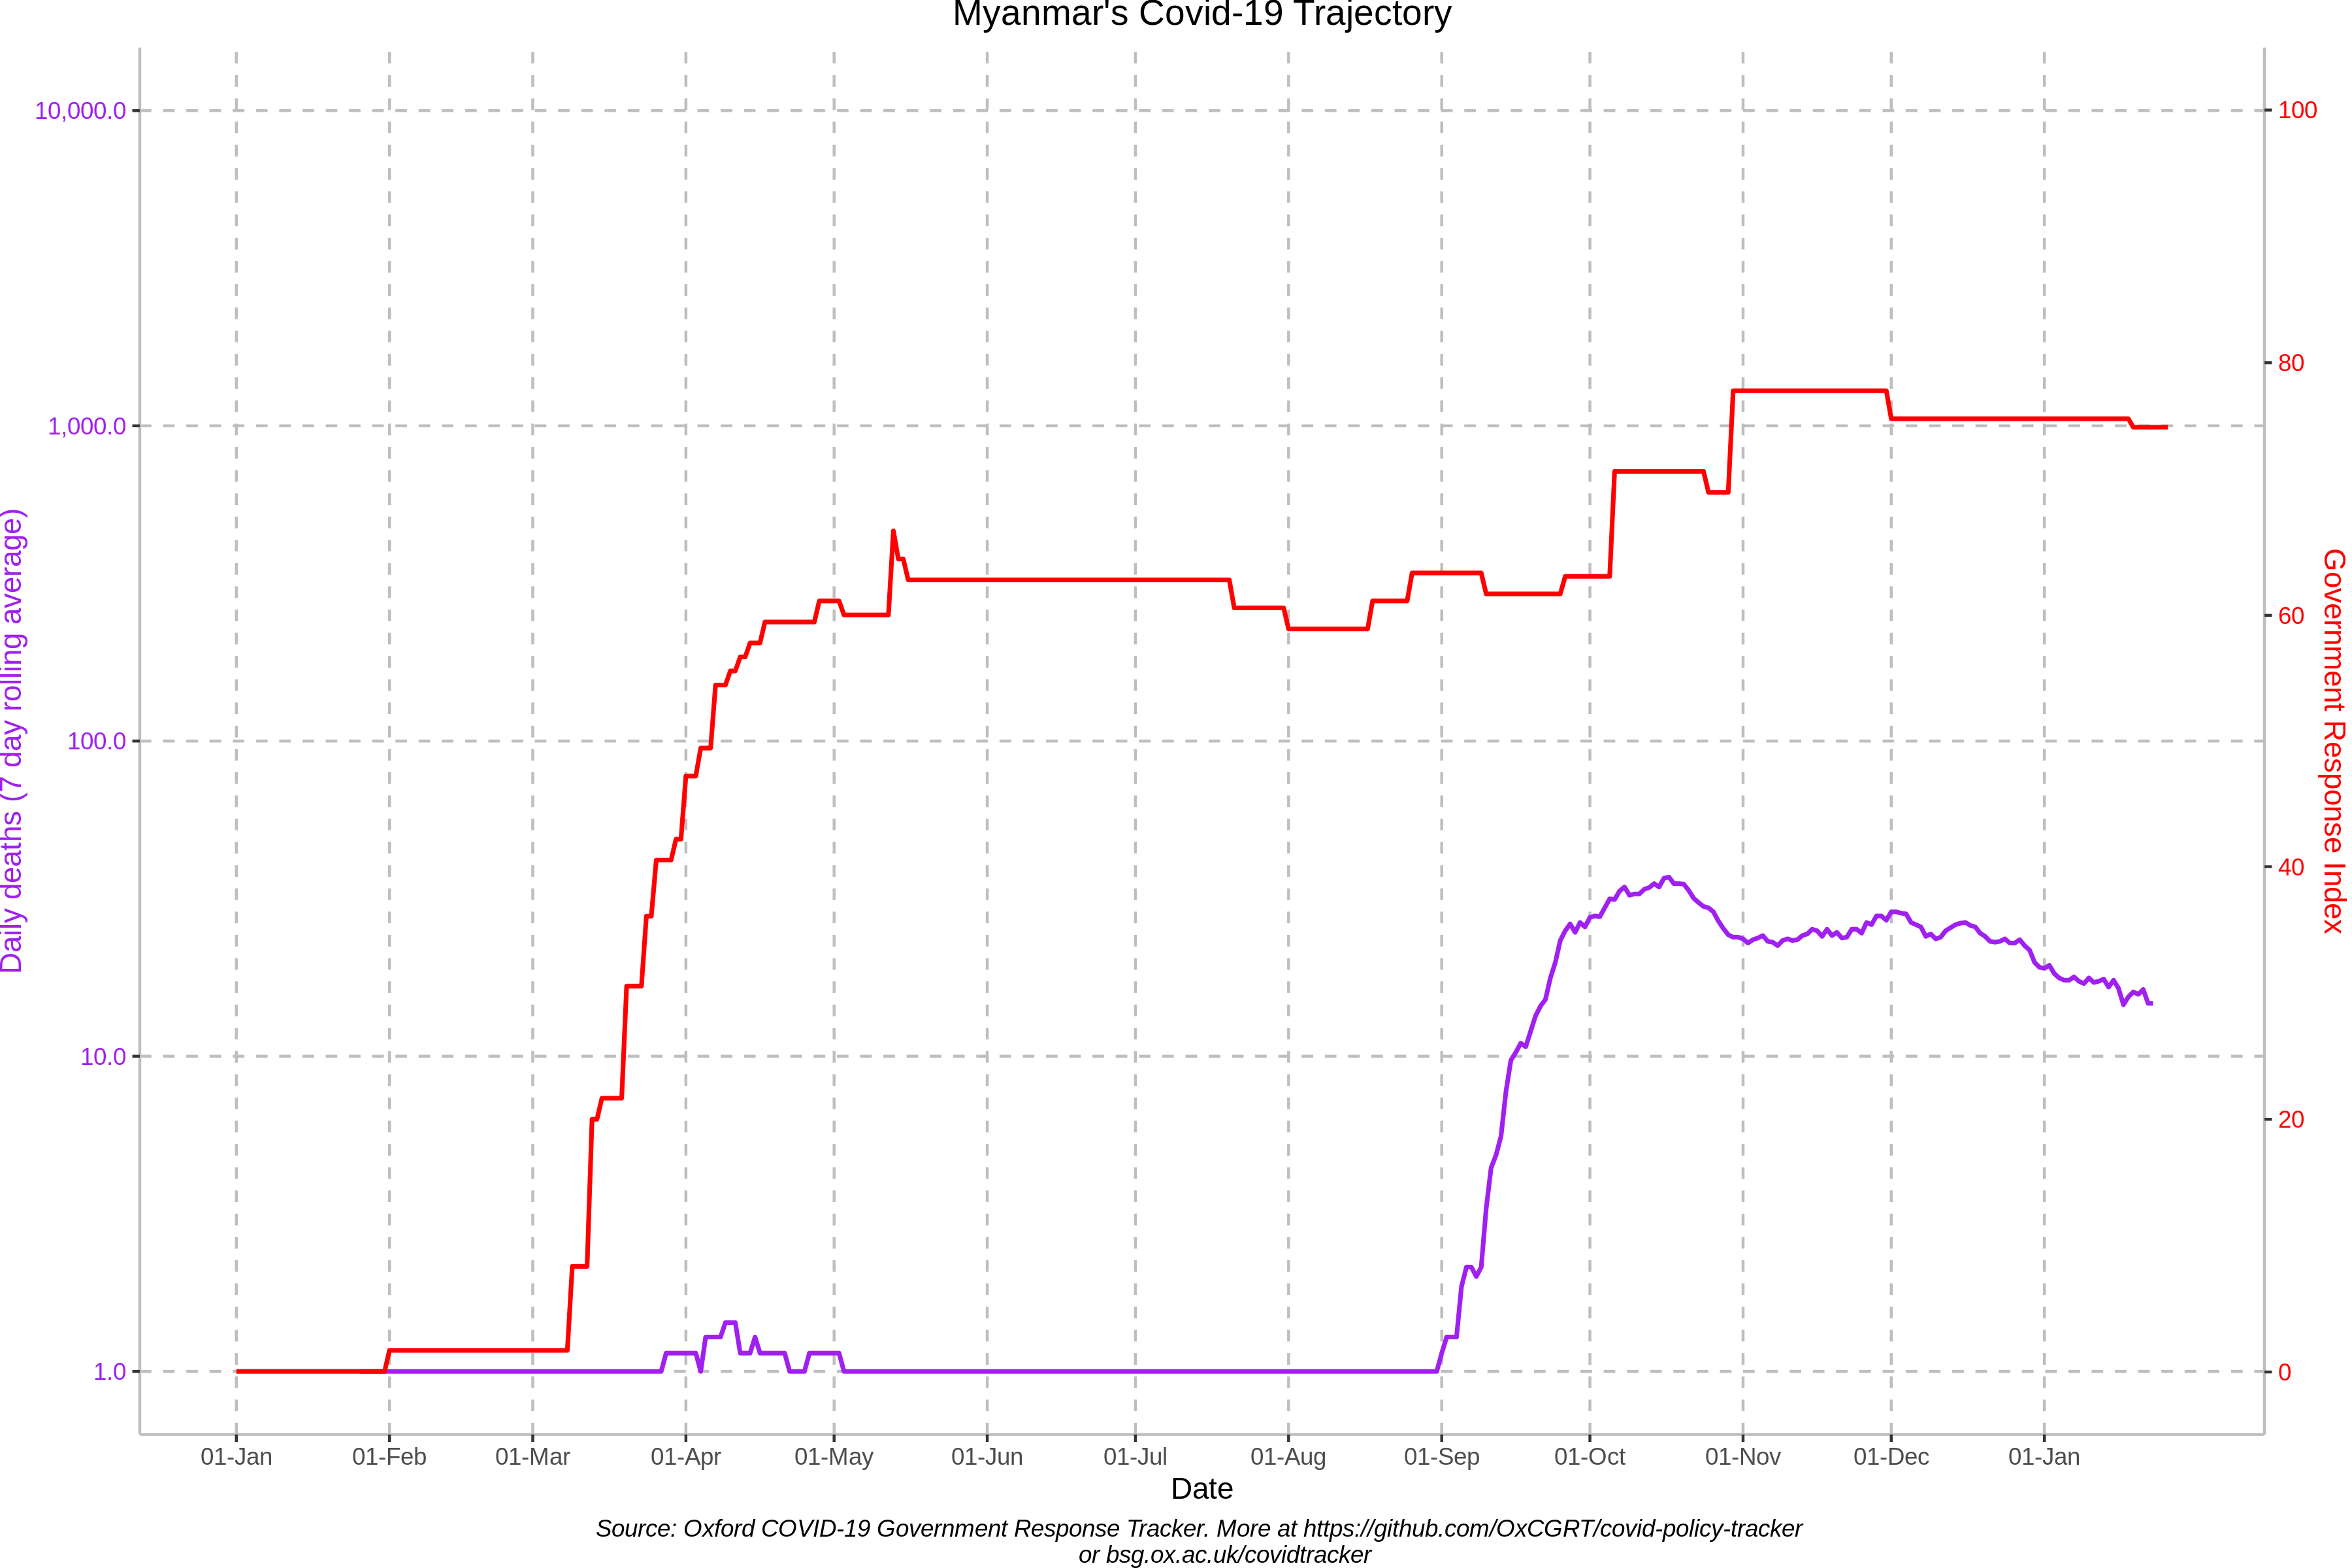 Myanmar's Covid-19 Trajectory
10,000.0
1,000.0
100.0
10.0
1.0
Daily deaths (7 day rolling average)
100
80
60
40
20
0
Government Response Index
01-Jan
01-Feb
01-Mar
01-Apr
01-May
01-Jun
01-Jul
01-Aug
01-Sep
01-Oct
01-Nov
01-Dec
01-Jan
Date
Source: Oxford COVID-19 Government Response Tracker. More at https://github.com/OxCGRT/covid-policy-tracker
or bsg.ox.ac.uk/covidtracker